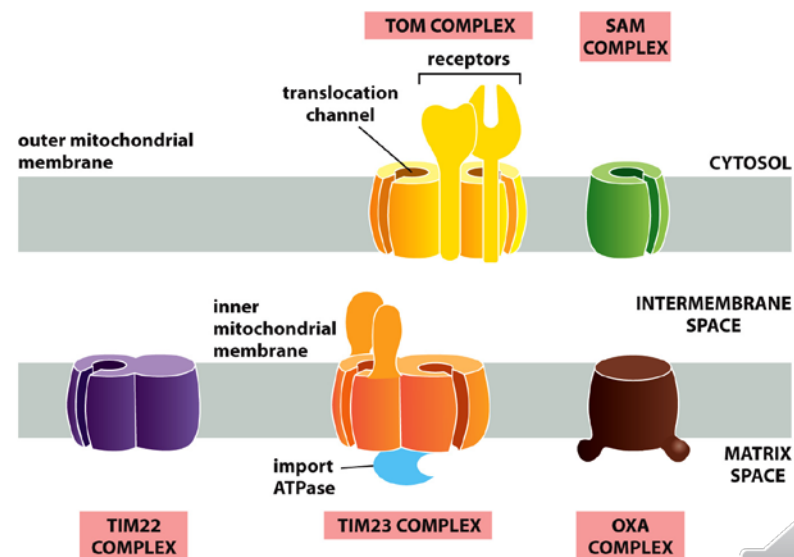 TOM COMPLEX
SAM
COMPLEX
receptors
translocation
channel
outer mitochondrial
membrane
CYTOSOL
inner
mitochondrial
membrane
INTERMEMBRANE
SPACE
import
ATPase
MATRIX
SPACE
TIM22
COMPLEX
TIM23 COMPLEX
OXA
COMPLEX